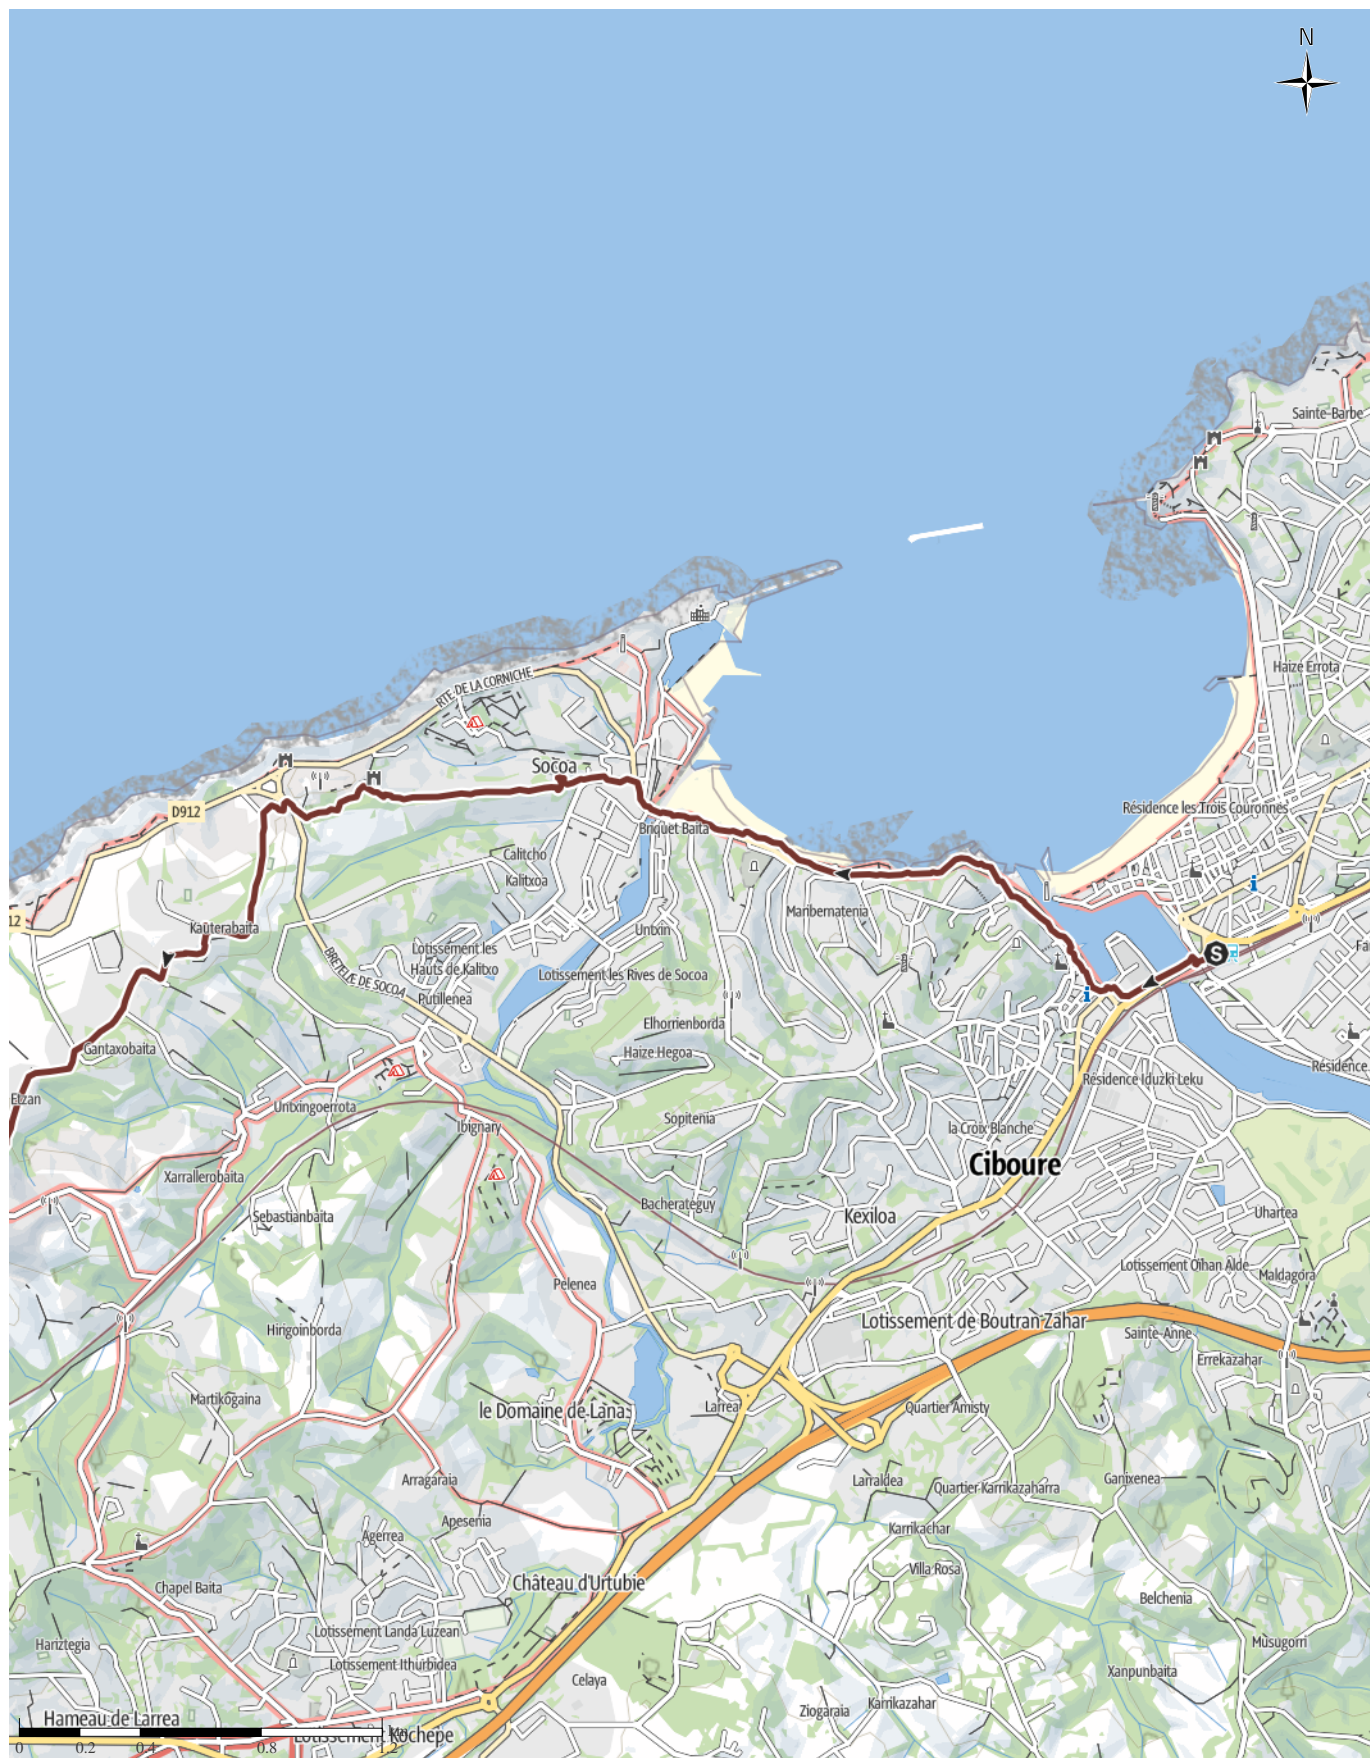 N
Sainte-Barbe
Haize Errota
RTE DE LA CORNICHE
Socoa
D912
Résidence les Trois Couronnes
Briquet Baita
Calitcho
Kalitxoa
Maribernatenia
12
Kaüterabaita
Untxin
S
Lotissement les
Hauts de Kalitxo
BRETELLE DE SOCOA
Lotissement les Rives de Socoa
Putillenea
Elhorrienborda
Gantaxobaita
Haize Hegoa
Résidence
Résidence Iduzki Leku
Elzan
Untxingoerrota
Sopitenia
Ibignary
la Croix Blanche
Ciboure
Xarrallerobaita
Bacherateguy
Uhartea
Sebastianbaita
Kexiloa
Lotissement Oihan Alde
Maldagora
Pelenea
Hirigoinborda
Lotissement de Boutran Zahar
Sainte-Anne
Errekazahar
Martikogaina
le Domaine de Lanas
Larrea
Quartier Amisty
Arragaraia
Larraldea
Quartier Karrikazaharra
Ganixenea
Apesenia
Agerrea
Karrikachar
Villa Rosa
Château d'Urtubie
Chapel Baita
Belchenia
Lotissement Landa Luzean
Hariztegia
Musugorri
Lotissement Ithurbidea
Xanpunbaita
Celaya
Karrikazahar
Ziogaraia
Hameau de Larrea
Lotissement Kochepe
0 0.2 0.4 0.8 1.2